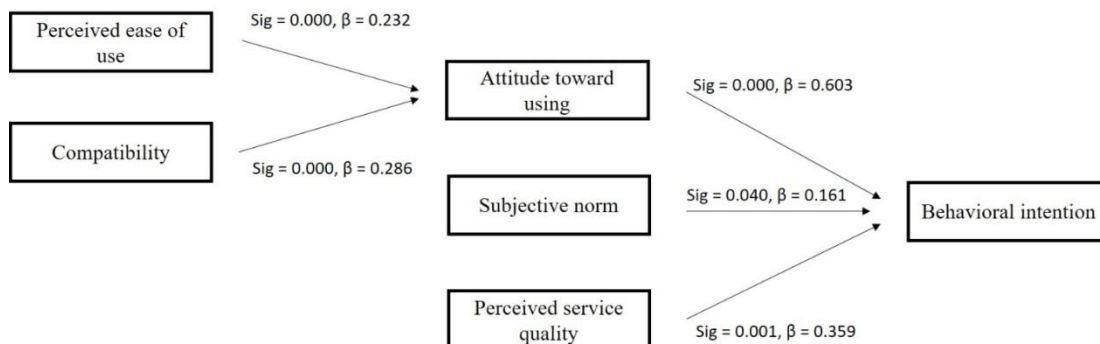 Perceived ease of
use
Sig = 0.000, β = 0.232
Compatibility
Sig = 0.000, β = 0.286
Attitude toward
using
Sig = 0.000, β = 0.603
Subjective norm
Sig = 0.040, β = 0.161
Perceived service
quality
Sig = 0.001, β = 0.359
Behavioral intention